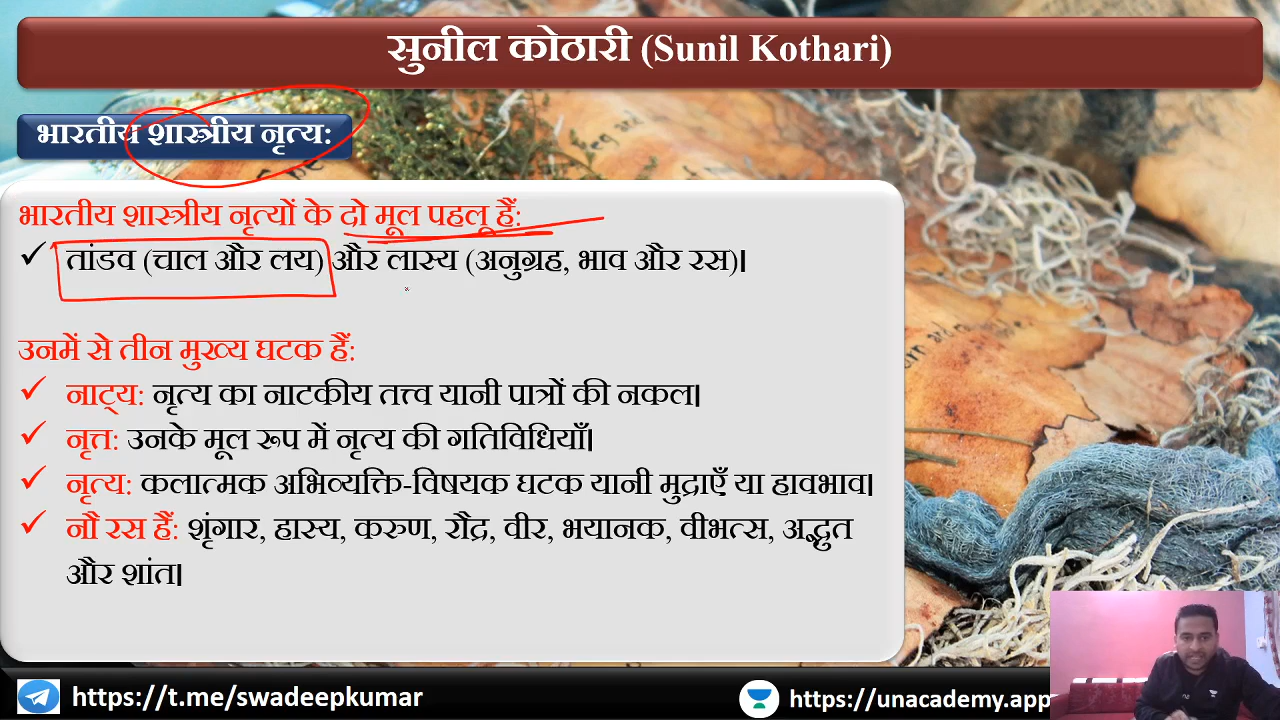 सुनील कोठारी (Sunil Kothari)
भारतीय शास्त्रीय नृत्य:
भारतीय शास्त्रीय नृत्यों के दो मूल पहलू हैं:
तांडव (चाल और लय) और लास्य (अनुग्रह, भाव और रस)।
उनमें से तीन मुख्य घटक हैं:
नाट्य: नृत्य का नाटकीय तत्त्व यानी पात्रों की नकल।
नृत्त: उनके मूल रूप में नृत्य की गतिविधियाँ।
नृत्य: कलात्मक अभिव्यक्ति-विषयक घटक यानी मुद्राएँ या हावभाव।
नौ रस हैं: शृंगार, हास्य, करुण, रौद्र, वीर, भयानक, वीभत्स, अद्भुत
और शांत।
https://t.me/swadeepkumar
https://unacademy.app